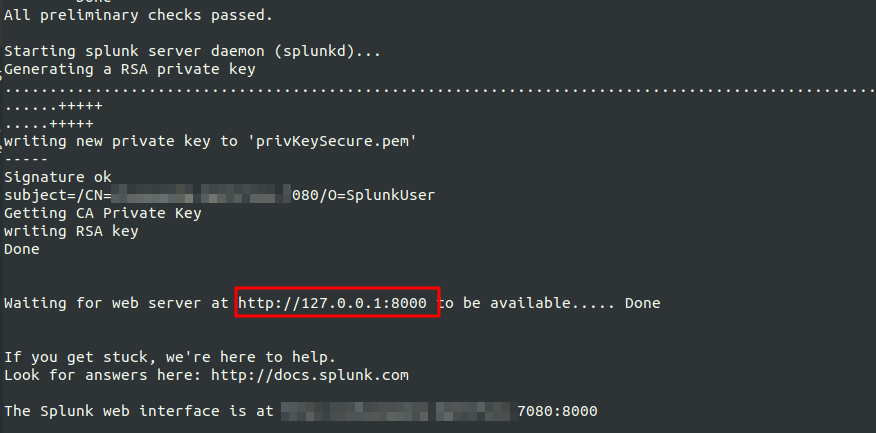 Done
All preliminary checks passed.
Starting splunk server daemon (splunkd)...
Generating a RSA private key
................................................................................................
......+++++
.....+++++
writing new private key to 'privKeySecure.pem'
-----
Signature ok
subject=/CN= 080/O=SplunkUser
Getting CA Private Key
writing RSA key
Done
Waiting for web server at http://127.0.0.1:8000 to be available..... Done
If you get stuck, we're here to help.
Look for answers here: http://docs.splunk.com
The Splunk web interface is at 7080:8000